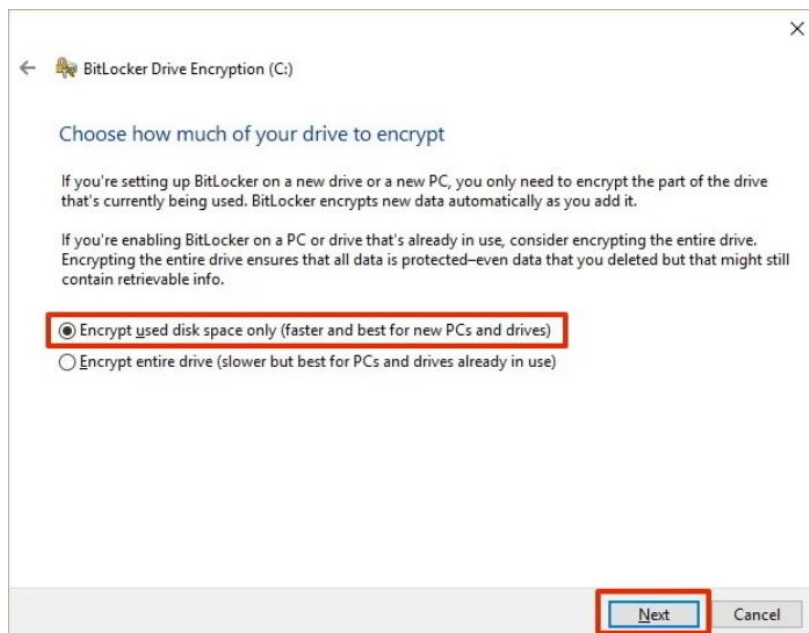 BitLocker Drive Encryption (C:)
Choose how much of your drive to encrypt
If you're setting up BitLocker on a new drive or a new PC, you only need to encrypt the part of the drive
that's currently being used. BitLocker encrypts new data automatically as you add it.
If you're enabling BitLocker on a PC or drive that's already in use, consider encrypting the entire drive.
Encrypting the entire drive ensures that all data is protected–even data that you deleted but that might still
contain retrievable info.
Encrypt used disk space only (faster and best for new PCs and drives)
Encrypt entire drive (slower but best for PCs and drives already in use)
Next
Cancel